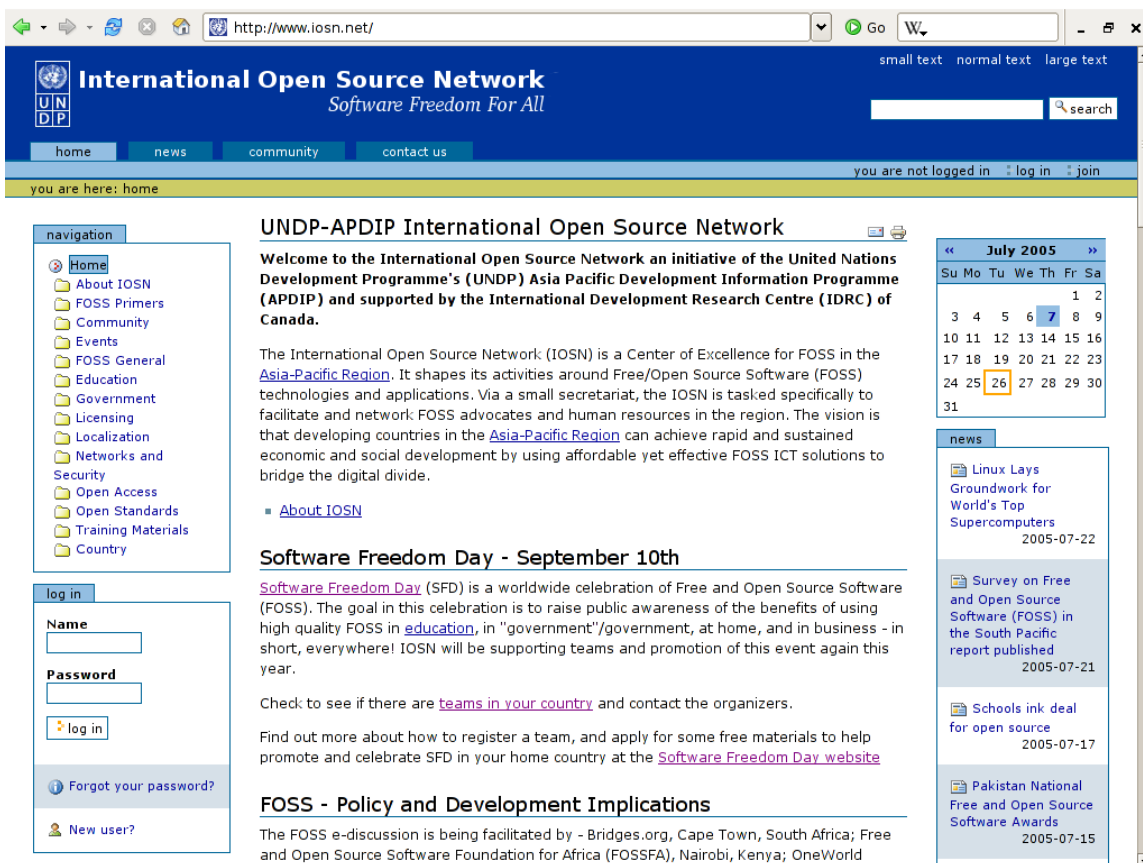 http://www.iosn.net/
Go
W
small text normal text large text
International Open Source Network
Software Freedom For All
U N
D P
search
home
news
community
contact us
you are not logged in
log in
join
you are here: home
navigation
Home
About IOSN
FOSS Primers
Community
Events
FOSS General
Education
Government
Licensing
Localization
Networks and
Security
Open Access
Open Standards
Training Materials
Country
log in
Name
Password
log in
Forgot your password?
New user?
UNDP-APDIP International Open Source Network
Welcome to the International Open Source Network an initiative of the United Nations
Development Programme's (UNDP) Asia Pacific Development Information Programme
(APDIP) and supported by the International Development Research Centre (IDRC) of
Canada.
The International Open Source Network (IOSN) is a Center of Excellence for FOSS in the
Asia-Pacific Region. It shapes its activities around Free/Open Source Software (FOSS)
technologies and applications. Via a small secretariat, the IOSN is tasked specifically to
facilitate and network FOSS advocates and human resources in the region. The vision is
that developing countries in the Asia-Pacific Region can achieve rapid and sustained
economic and social development by using affordable yet effective FOSS ICT solutions to
bridge the digital divide.
About IOSN
Software Freedom Day - September 10th
Software Freedom Day (SFD) is a worldwide celebration of Free and Open Source Software
(FOSS). The goal in this celebration is to raise public awareness of the benefits of using
high quality FOSS in education, in "government"/government, at home, and in business - in
short, everywhere! IOSN will be supporting teams and promotion of this event again this
year.
Check to see if there are teams in your country and contact the organizers.
Find out more about how to register a team, and apply for some free materials to help
promote and celebrate SFD in your home country at the Software Freedom Day website
FOSS - Policy and Development Implications
The FOSS e-discussion is being facilitated by - Bridges.org, Cape Town, South Africa; Free
and Open Source Software Foundation for Africa (FOSSFA), Nairobi, Kenya; OneWorld
« July 2005 »
Su Mo Tu We Th Fr Sa
1 2
3 4 5 6 7 8 9
10 11 12 13 14 15 16
17 18 19 20 21 22 23
24 25 26 27 28 29 30
31
news
Linux Lays
Groundwork for
World's Top
Supercomputers
2005-07-22
Survey on Free
and Open Source
Software (FOSS) in
the South Pacific
report published
2005-07-21
Schools ink deal
for open source
2005-07-17
Pakistan National
Free and Open Source
Software Awards
2005-07-15